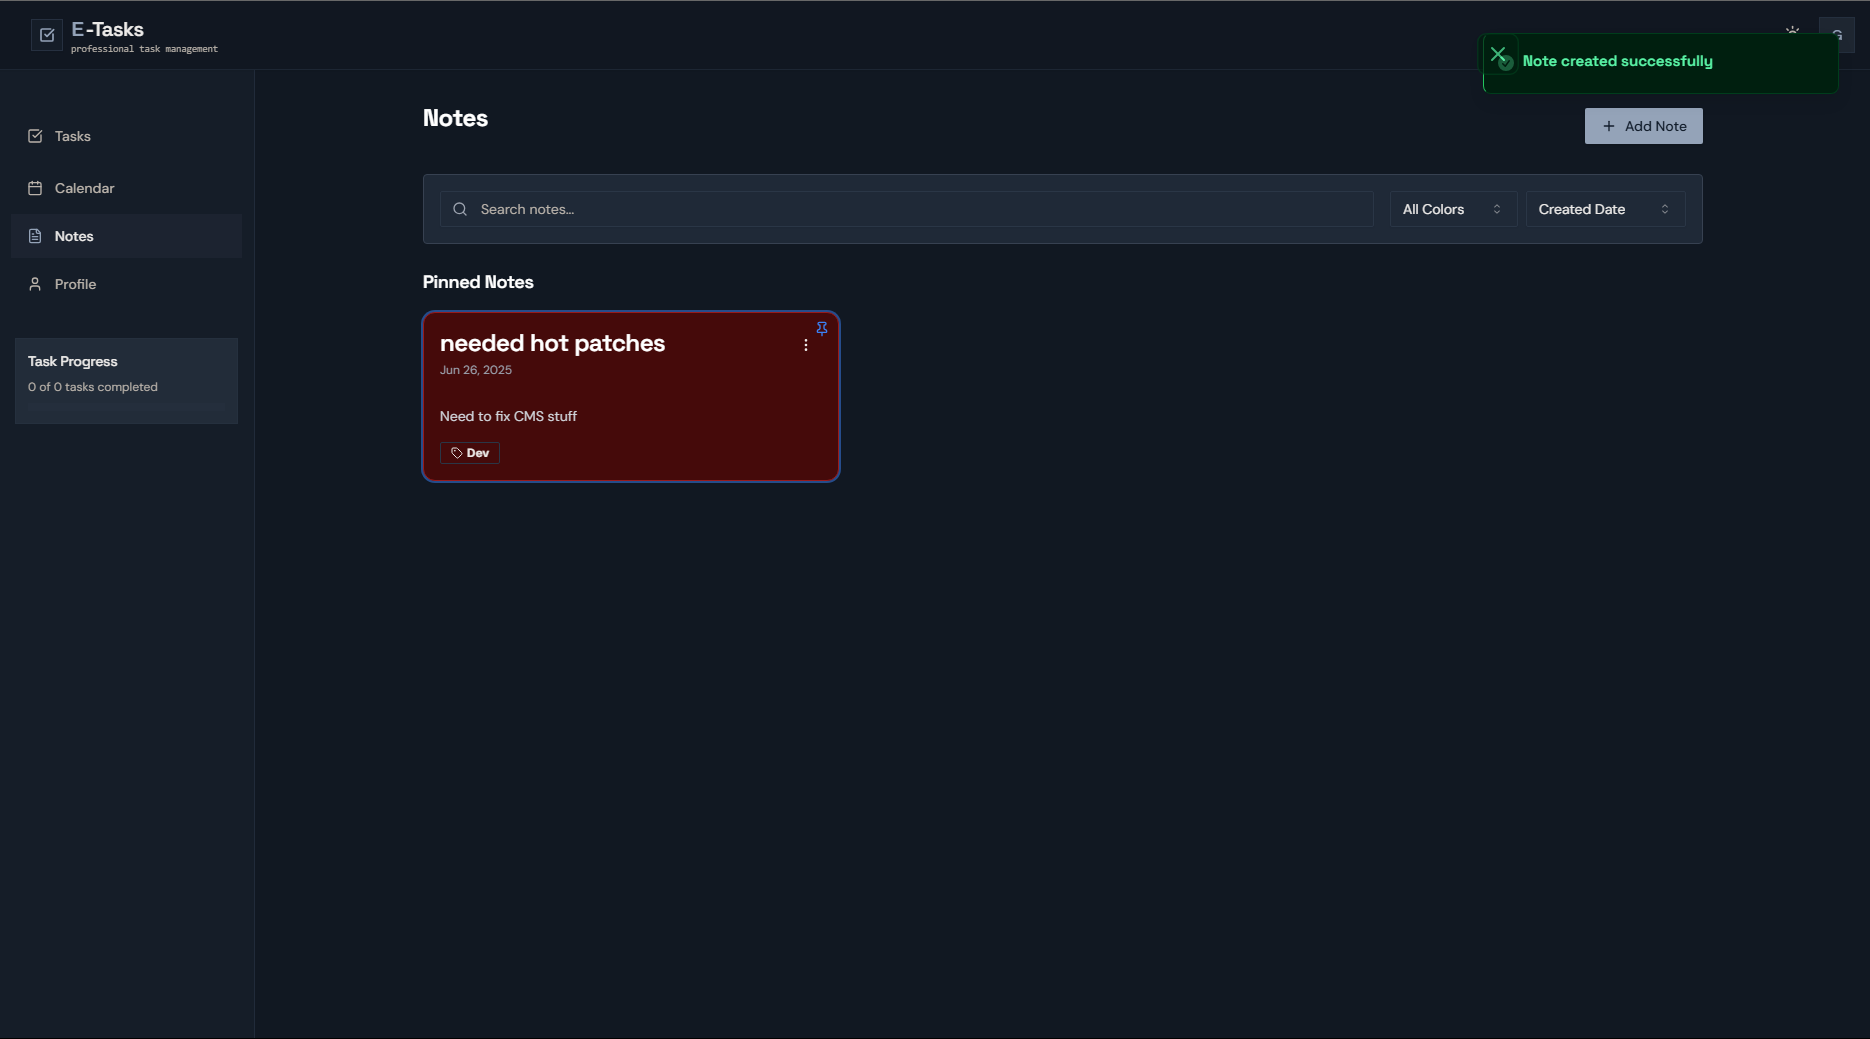 E-Tasks
professional task management
G
Note created successfully
Tasks
Calendar
Notes
Profile
Task Progress
0 of 0 tasks completed
Notes
Add Note
Search notes...
All Colors
Created Date
Pinned Notes
needed hot patches
Jun 26, 2025
Need to fix CMS stuff
Dev